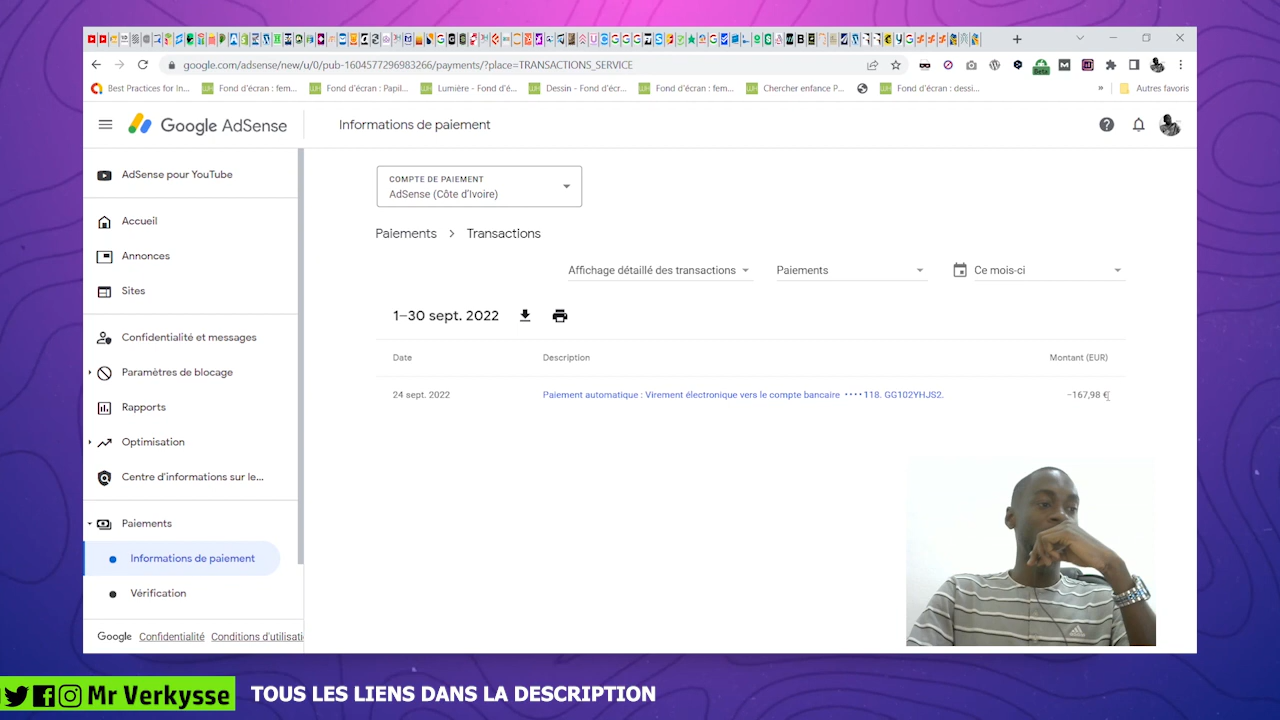 google.com/adsense/new/u/0/pub-1604577296983266/payments/?place=TRANSACTIONS_SERVICE
Best Practices for In... Fond d'écran : fem... Fond d'écran : Papil... Lumière - Fond d'é... Dessin - Fond d'écr... Fond d'écran : fem... Chercher enfance P... Fond d'écran : dessi... » Autres favoris
Google AdSense
Informations de paiement
AdSense pour YouTube
Accueil
Annonces
Sites
Confidentialité et messages
Paramètres de blocage
Rapports
Optimisation
Centre d'informations sur le...
Paiements
Informations de paiement
Vérification
Google Confidentialité Conditions d'utilisati
COMPTE DE PAIEMENT
AdSense (Côte d'Ivoire)
Paiements > Transactions
Affichage détaillé des transactions Paiements Ce mois-ci
1–30 sept. 2022
Date Description Montant (EUR)
24 sept. 2022 Paiement automatique : Virement électronique vers le compte bancaire ····118. GG102YHJS2. −167,98 €
Mr Verkysse TOUS LES LIENS DANS LA DESCRIPTION